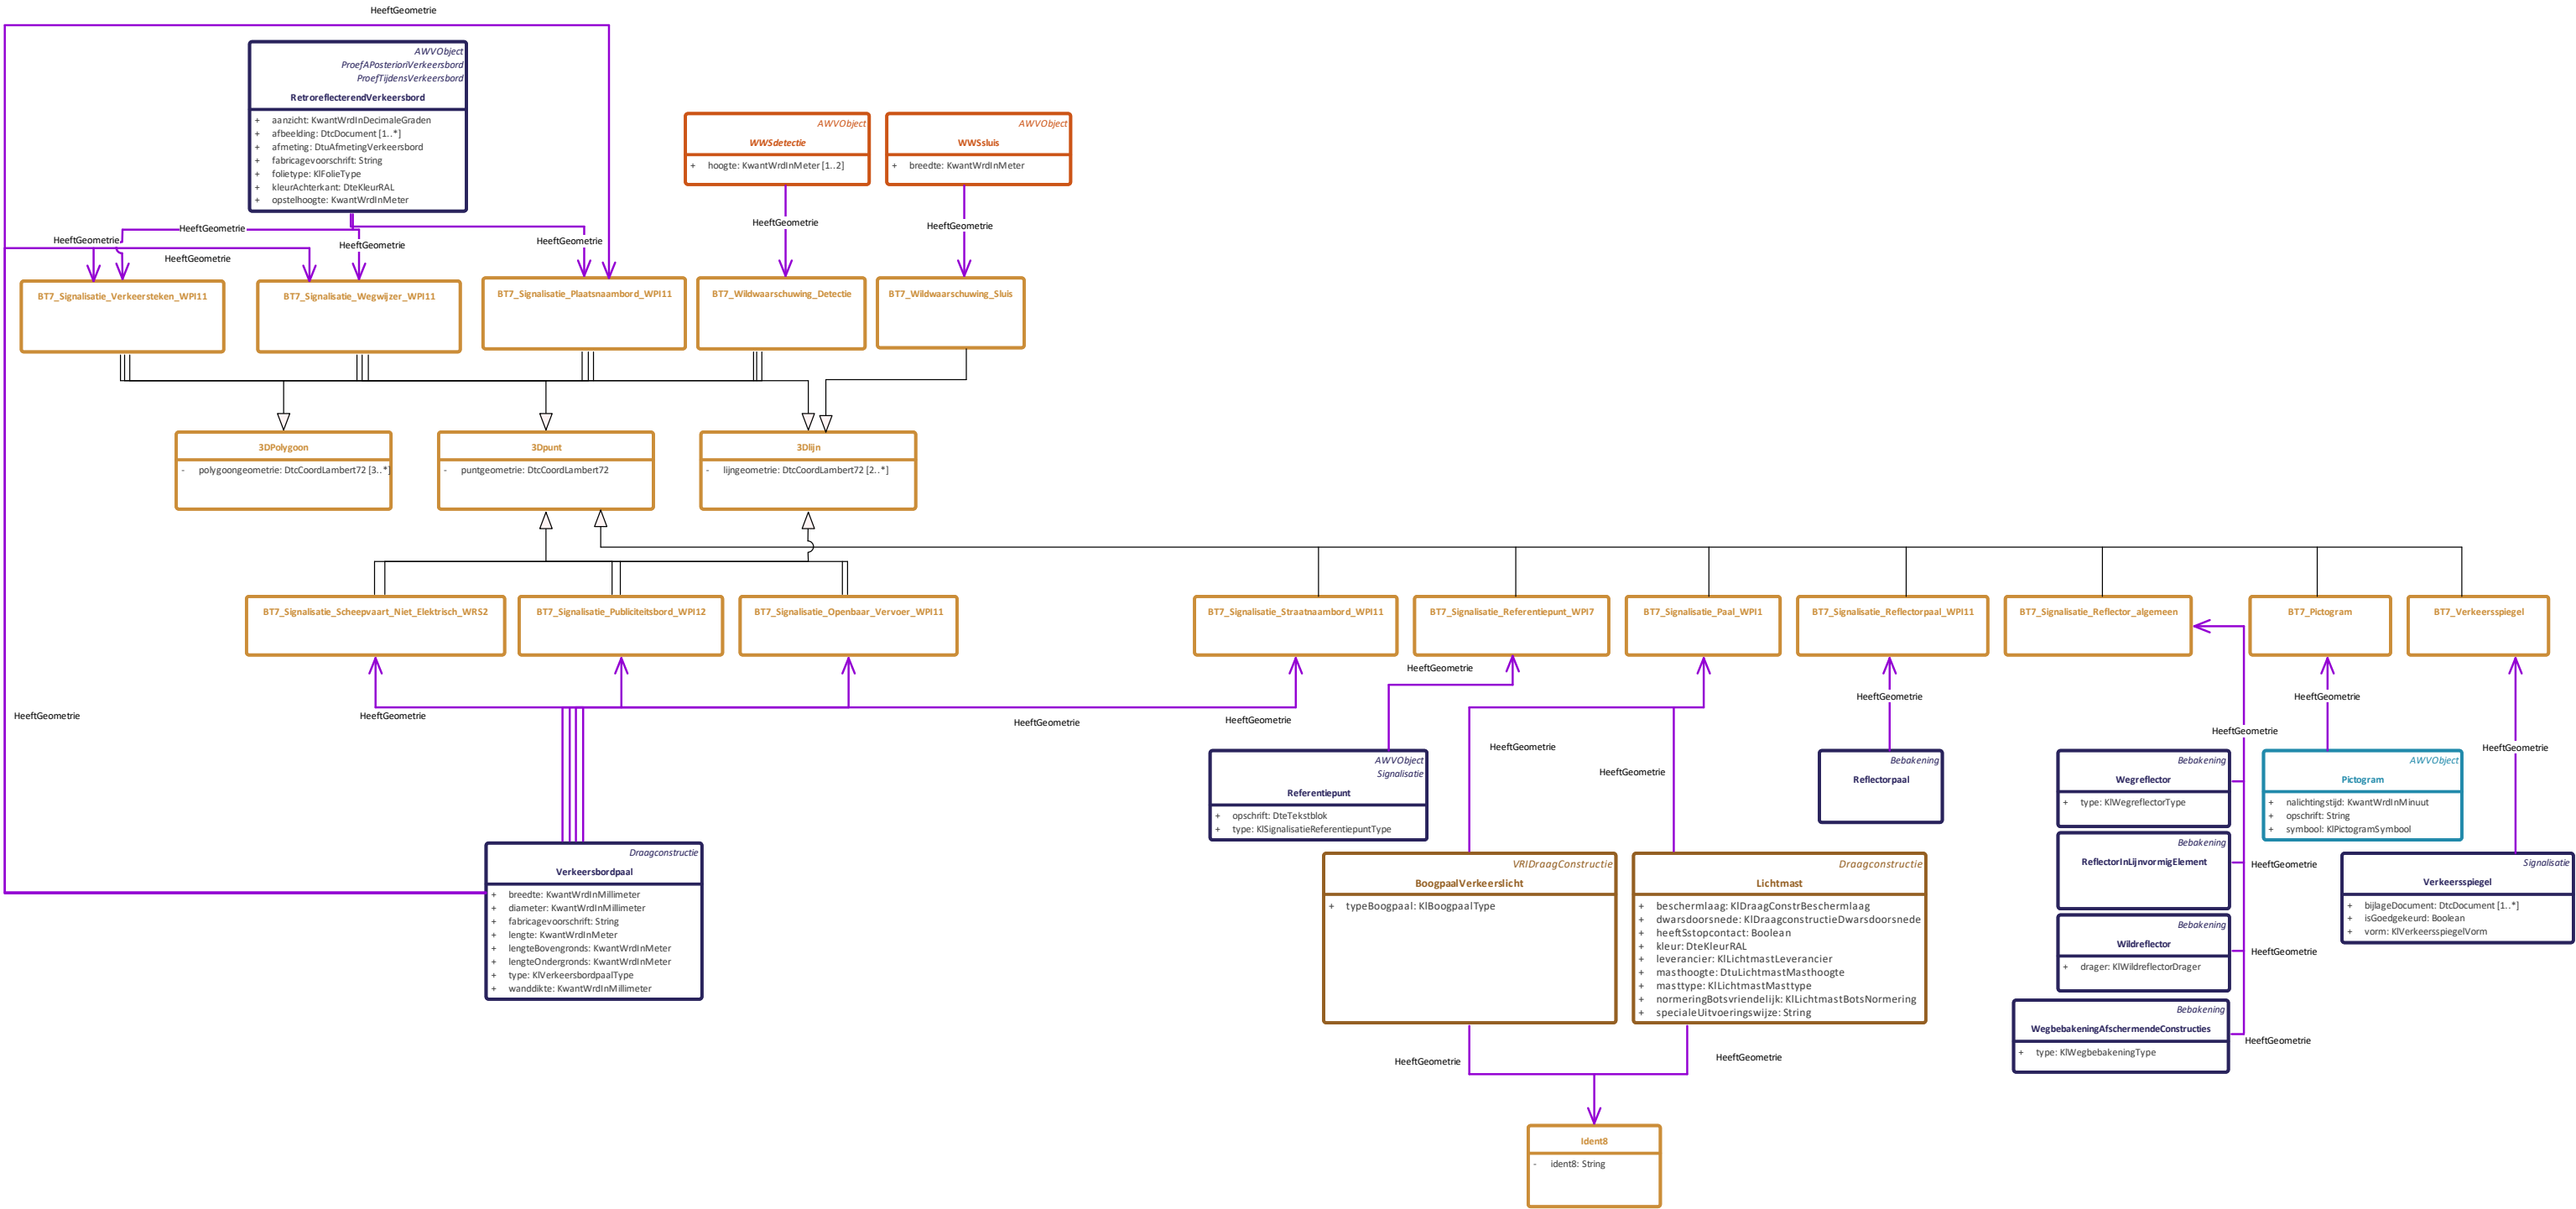 HeeftGeometrie
AWVObject
ProefAPosterioriVerkeersbord
ProefTijdensVerkeersbord
RetroreflecterendVerkeersbord
+ aanzicht: KwantWrdInDecimaleGraden
+ afbeelding: DtcDocument [1..*]
+ afmeting: DtuAfmetingVerkeersbord
+ fabricagevoorschrift: String
+ folietype: KlFolieType
+ kleurAchterkant: DteKleurRAL
+ opstelhoogte: KwantWrdInMeter
AWVObject
WWSdetectie
+ hoogte: KwantWrdInMeter [1..2]
AWVObject
WWSsluis
+ breedte: KwantWrdInMeter
HeeftGeometrie
HeeftGeometrie
HeeftGeometrie
HeeftGeometrie
HeeftGeometrie
HeeftGeometrie
HeeftGeometrie
BT7_Signalisatie_Verkeersteken_WPI11
BT7_Signalisatie_Wegwijzer_WPI11
BT7_Signalisatie_Plaatsnaambord_WPI11
BT7_Wildwaarschuwing_Detectie
BT7_Wildwaarschuwing_Sluis
3DPolygoon
- polygoongeometrie: DtcCoordLambert72 [3..*]
3Dpunt
- puntgeometrie: DtcCoordLambert72
3Dlijn
- lijngeometrie: DtcCoordLambert72 [2..*]
BT7_Signalisatie_Scheepvaart_Niet_Elektrisch_WRS2
BT7_Signalisatie_Publiciteitsbord_WPI12
BT7_Signalisatie_Openbaar_Vervoer_WPI11
BT7_Signalisatie_Straatnaambord_WPI11
BT7_Signalisatie_Referentiepunt_WPI7
BT7_Signalisatie_Paal_WPI1
BT7_Signalisatie_Reflectorpaal_WPI11
BT7_Signalisatie_Reflector_algemeen
BT7_Pictogram
BT7_Verkeersspiegel
HeeftGeometrie
HeeftGeometrie
HeeftGeometrie
HeeftGeometrie
HeeftGeometrie
HeeftGeometrie
HeeftGeometrie
HeeftGeometrie
HeeftGeometrie
HeeftGeometrie
HeeftGeometrie
AWVObject
Signalisatie
Referentiepunt
+ opschrift: DteTekstblok
+ type: KlSignalisatieReferentiepuntType
Bebakening
Reflectorpaal
Bebakening
Wegreflector
+ type: KlWegreflectorType
AWVObject
Pictogram
+ nalichtingstijd: KwantWrdInMinuut
+ opschrift: String
+ symbool: KlPictogramSymbool
Bebakening
ReflectorInLijnvormigElement
HeeftGeometrie
Draagconstructie
Verkeersbordpaal
+ breedte: KwantWrdInMillimeter
+ diameter: KwantWrdInMillimeter
+ fabricagevoorschrift: String
+ lengte: KwantWrdInMeter
+ lengteBovengronds: KwantWrdInMeter
+ lengteOndergronds: KwantWrdInMeter
+ type: KlVerkeersbordpaalType
+ wanddikte: KwantWrdInMillimeter
VRIDraagConstructie
BoogpaalVerkeerslicht
+ typeBoogpaal: KlBoogpaalType
Draagconstructie
Lichtmast
+ beschermlaag: KlDraagConstrBeschermlaag
+ dwarsdoorsnede: KlDraagconstructieDwarsdoorsnede
+ heeftSstopcontact: Boolean
+ kleur: DteKleurRAL
+ leverancier: KlLichtmastLeverancier
+ masthoogte: DtuLichtmastMasthoogte
+ masttype: KlLichtmastMasttype
+ normeringBotsvriendelijk: KlLichtmastBotsNormering
+ specialeUitvoeringswijze: String
Signalisatie
Verkeersspiegel
+ bijlageDocument: DtcDocument [1..*]
+ isGoedgekeurd: Boolean
+ vorm: KlVerkeersspiegelVorm
Bebakening
Wildreflector
+ drager: KlWildreflectorDrager
HeeftGeometrie
Bebakening
WegbebakeningAfschermendeConstructies
+ type: KlWegbebakeningType
HeeftGeometrie
HeeftGeometrie
HeeftGeometrie
Ident8
- ident8: String